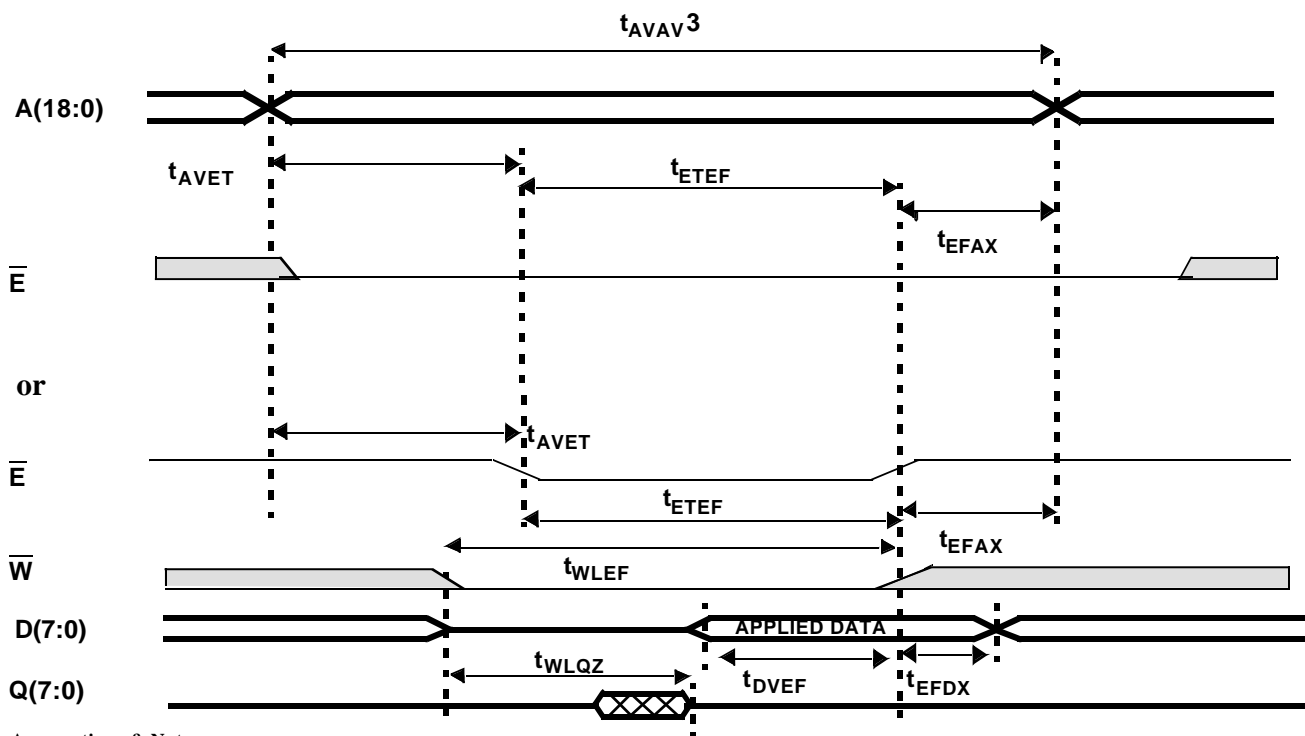 tAVAV3
A(18:0)
tAVET
tETEF
tEFAX
E
or
tAVET
E
tETEF
tEFAX
W
tWLEF
D(7:0)
APPLIED DATA
tWLQZ
tDVEF
tEFDX
Q(7:0)